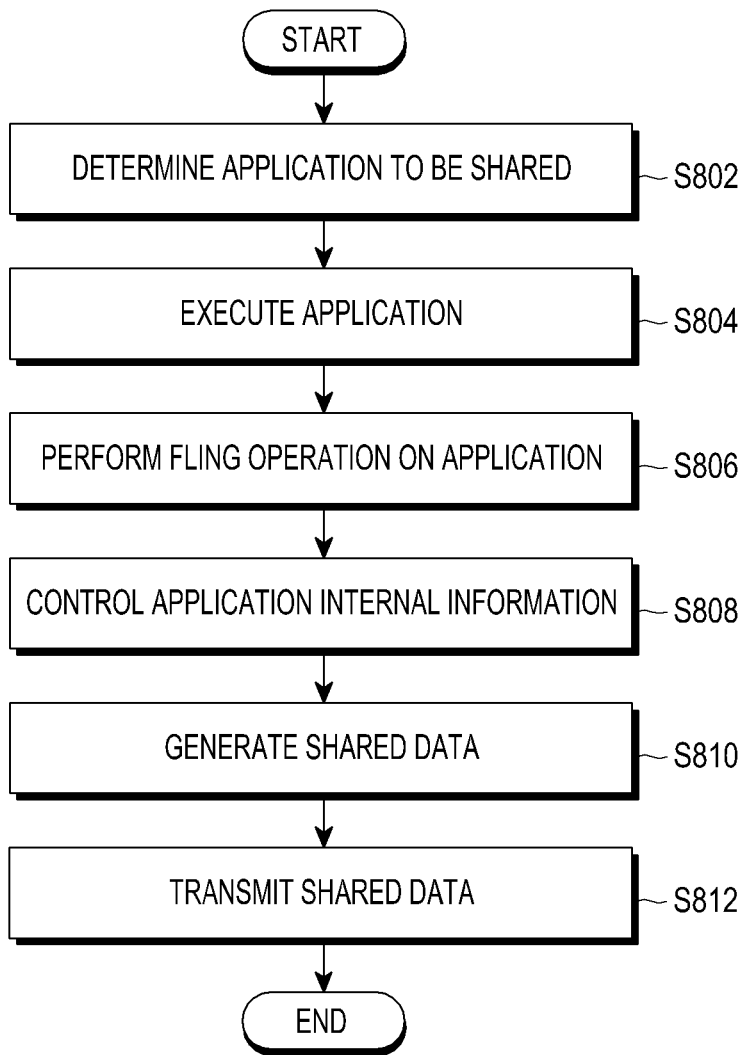 START
DETERMINE APPLICATION TO BE SHARED
S802
EXECUTE APPLICATION
S804
PERFORM FLING OPERATION ON APPLICATION
S806
CONTROL APPLICATION INTERNAL INFORMATION
S808
GENERATE SHARED DATA
S810
TRANSMIT SHARED DATA
S812
END